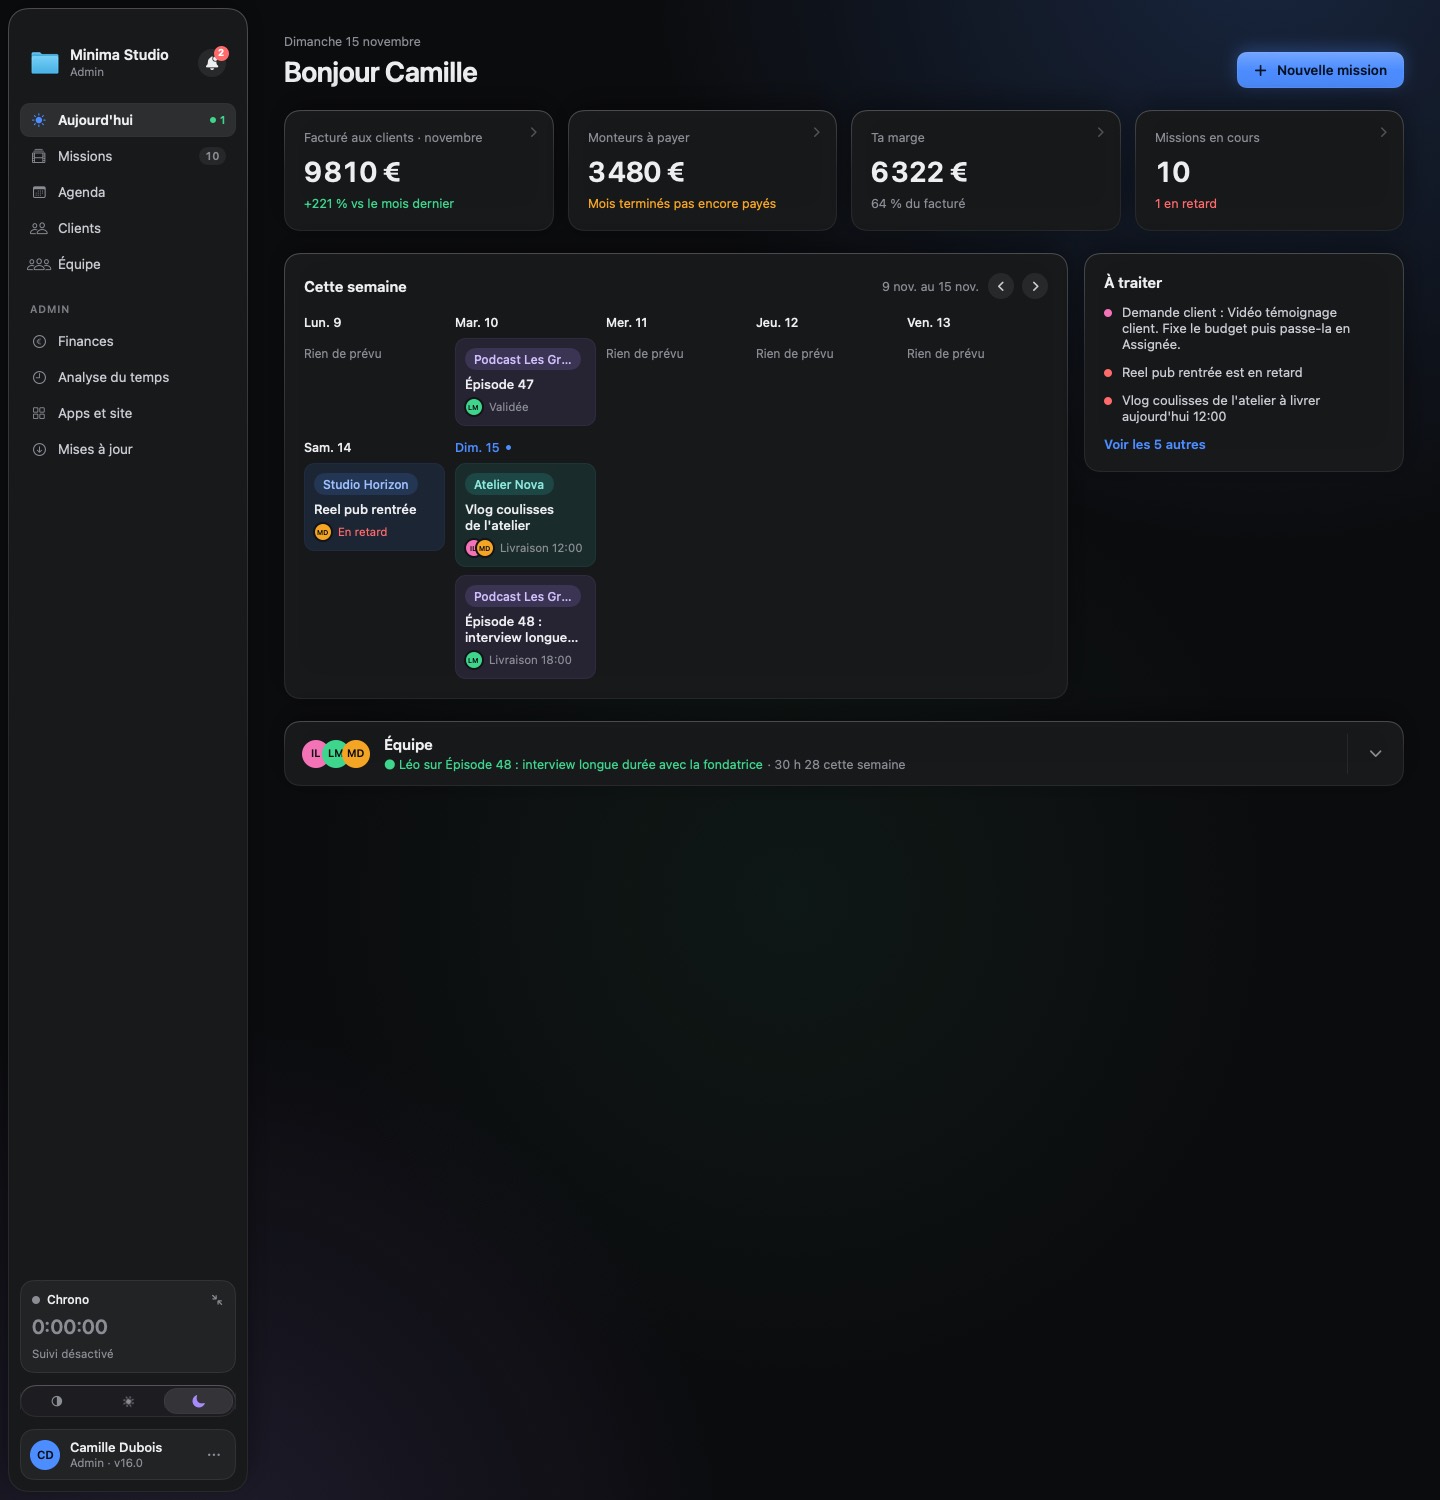 Minima Studio
Admin
2
Aujourd'hui
1
Missions
10
Agenda
Clients
Équipe
ADMIN
Finances
Analyse du temps
Apps et site
Mises à jour
Chrono
0:00:00
Suivi désactivé
CD
Camille Dubois
Admin · v16.0
Dimanche 15 novembre
Bonjour Camille
Nouvelle mission
Facturé aux clients · novembre
9 810 €
+221 % vs le mois dernier
Monteurs à payer
3 480 €
Mois terminés pas encore payés
Ta marge
6 322 €
64 % du facturé
Missions en cours
10
1 en retard
Cette semaine
9 nov. au 15 nov.
Lun. 9
Rien de prévu
Mar. 10
Podcast Les Gr...
Épisode 47
LM
Validée
Mer. 11
Rien de prévu
Jeu. 12
Rien de prévu
Ven. 13
Rien de prévu
Sam. 14
Studio Horizon
Reel pub rentrée
MD
En retard
Dim. 15
Atelier Nova
Vlog coulisses
de l'atelier
IL
MD
Livraison 12:00
Podcast Les Gr...
Épisode 48 :
interview longue...
LM
Livraison 18:00
À traiter
Demande client : Vidéo témoignage
client. Fixe le budget puis passe-la en
Assignée.
Reel pub rentrée est en retard
Vlog coulisses de l'atelier à livrer
aujourd'hui 12:00
Voir les 5 autres
IL
LM
MD
Équipe
Léo sur Épisode 48 : interview longue durée avec la fondatrice · 30 h 28 cette semaine